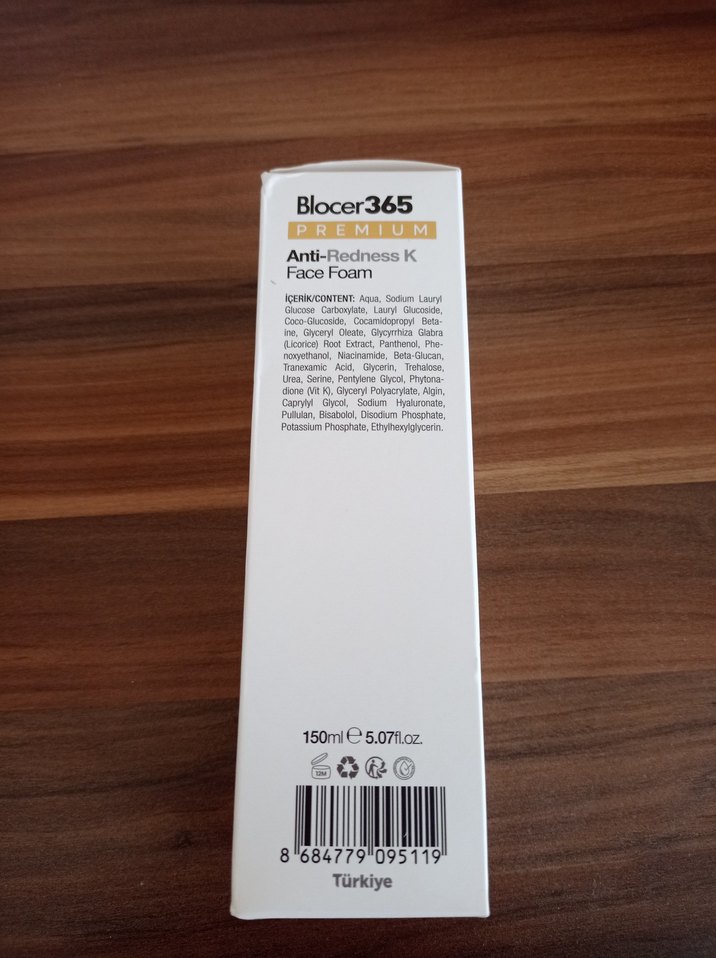 Blocer365
PREMIUM
Anti-Redness K
Face Foam
İÇERİK/CONTENT: Aqua, Sodium Lauryl
Glucose Carboxylate, Lauryl Glucoside,
Coco-Glucoside, Cocamidopropyl Beta-
ine, Glyceryl Oleate, Glycyrrhiza Glabra
(Licorice) Root Extract, Panthenol, Phe-
noxyethanol, Niacinamide, Beta-Glucan,
Tranexamic Acid, Glycerin, Trehalose,
Urea, Serine, Pentylene Glycol, Phytona-
dione (Vit K), Glyceryl Polyacrylate, Algin,
Caprylyl Glycol, Sodium Hyaluronate,
Pullulan, Bisabolol, Disodium Phosphate,
Potassium Phosphate, Ethylhexylglycerin.
150ml ℮ 5.07fl.oz.
12M
8 684779 095119
Türkiye